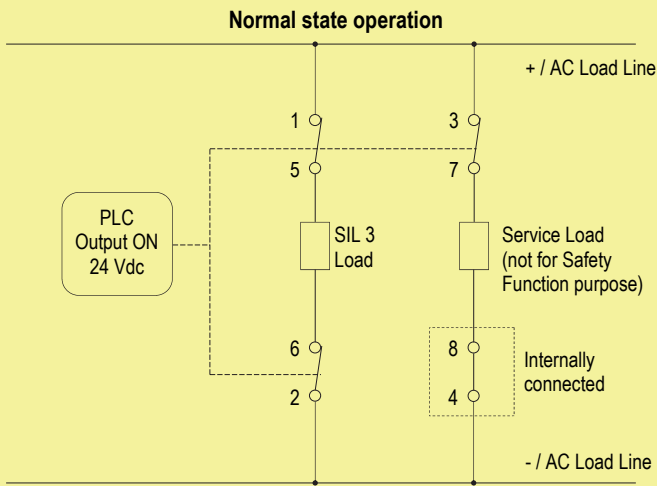 Normal state operation
+ / AC Load Line
1
3
5
7
PLC
Output ON
24 Vdc
SIL 3
Load
Service Load
(not for Safety
Function purpose)
6
8
Internally
connected
2
4
- / AC Load Line